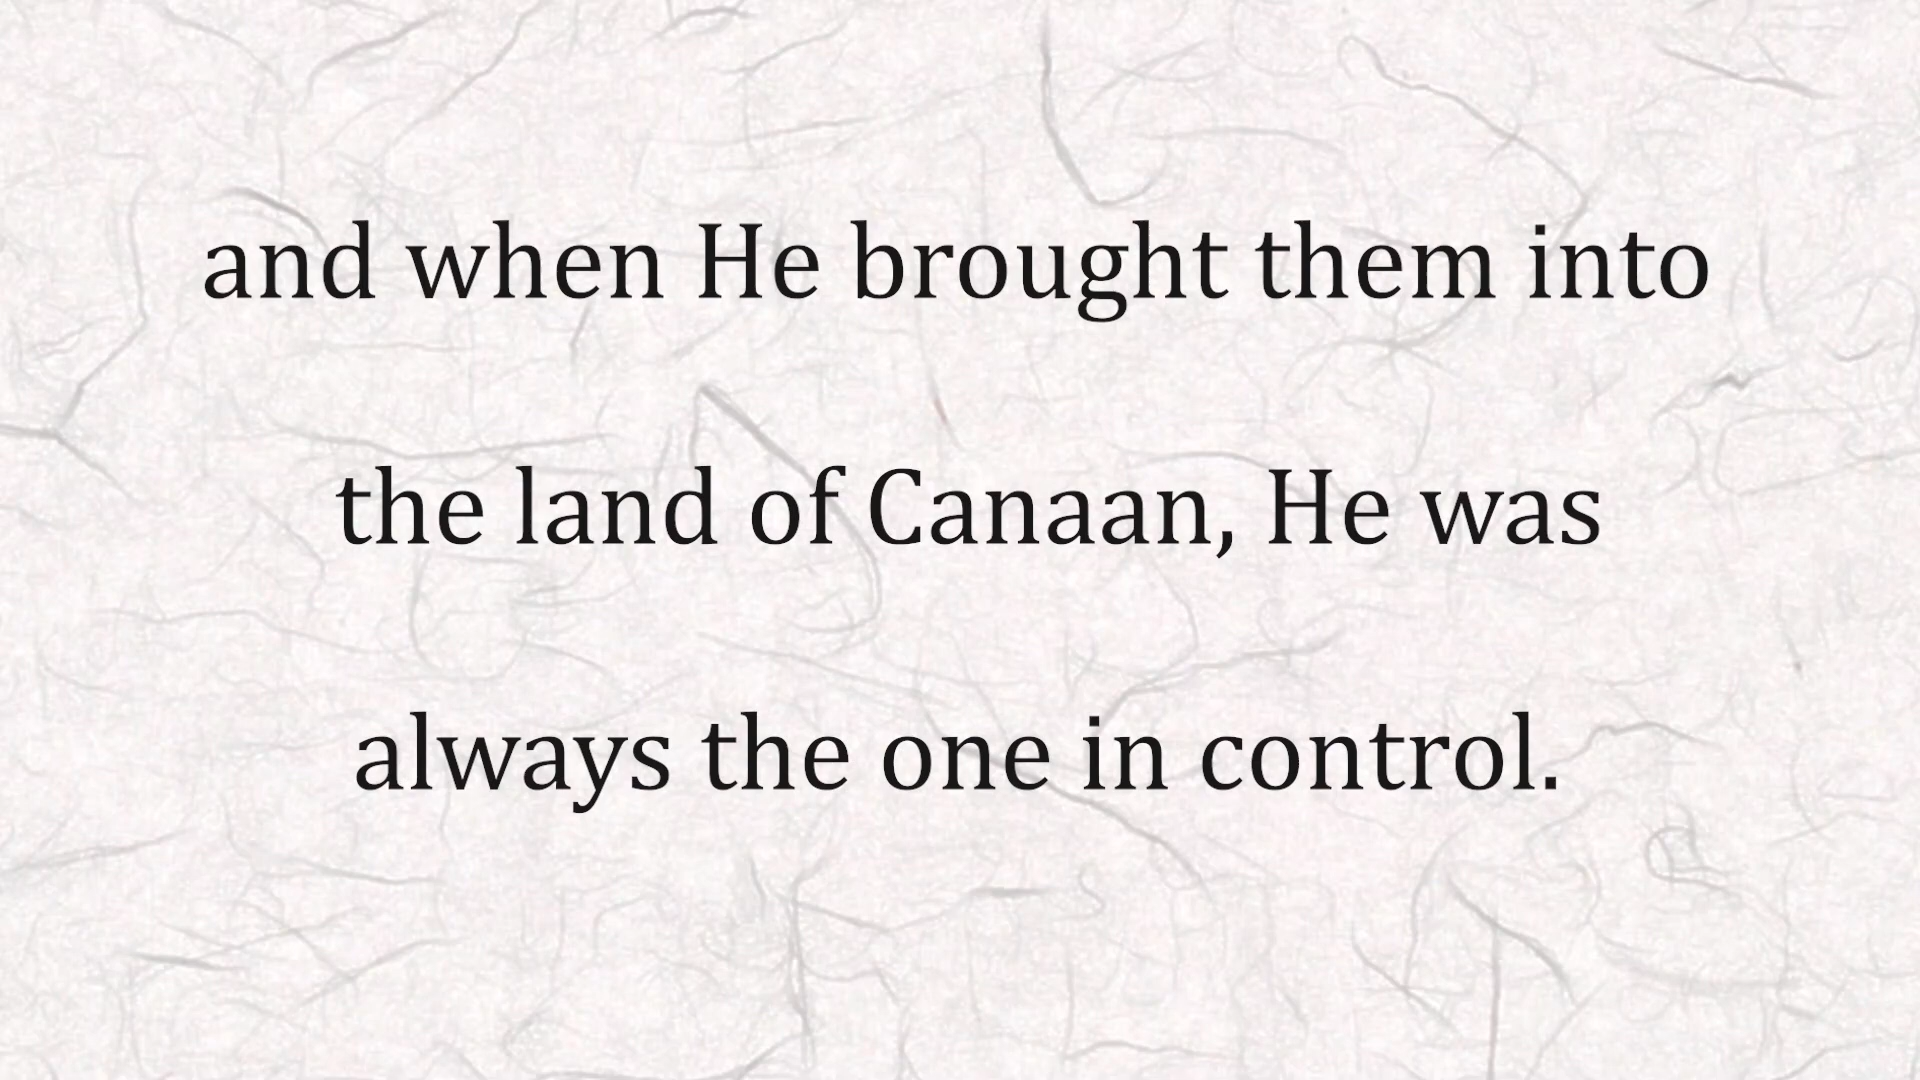 and when He brought them into
the land of Canaan, He was
always the one in control.